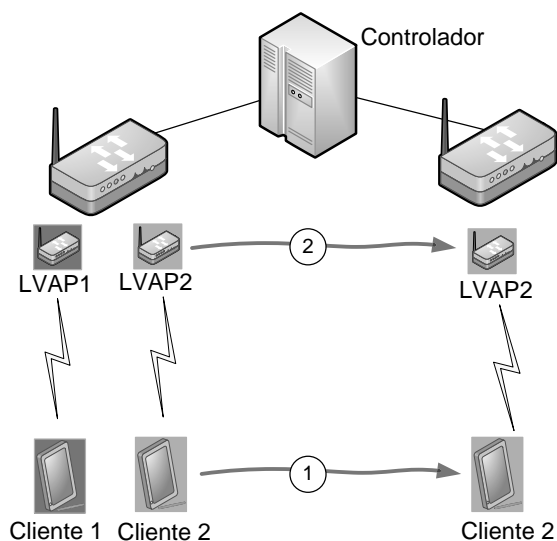 Controlador
LVAP1
LVAP2
2
LVAP2
1
Cliente 1
Cliente 2
Cliente 2